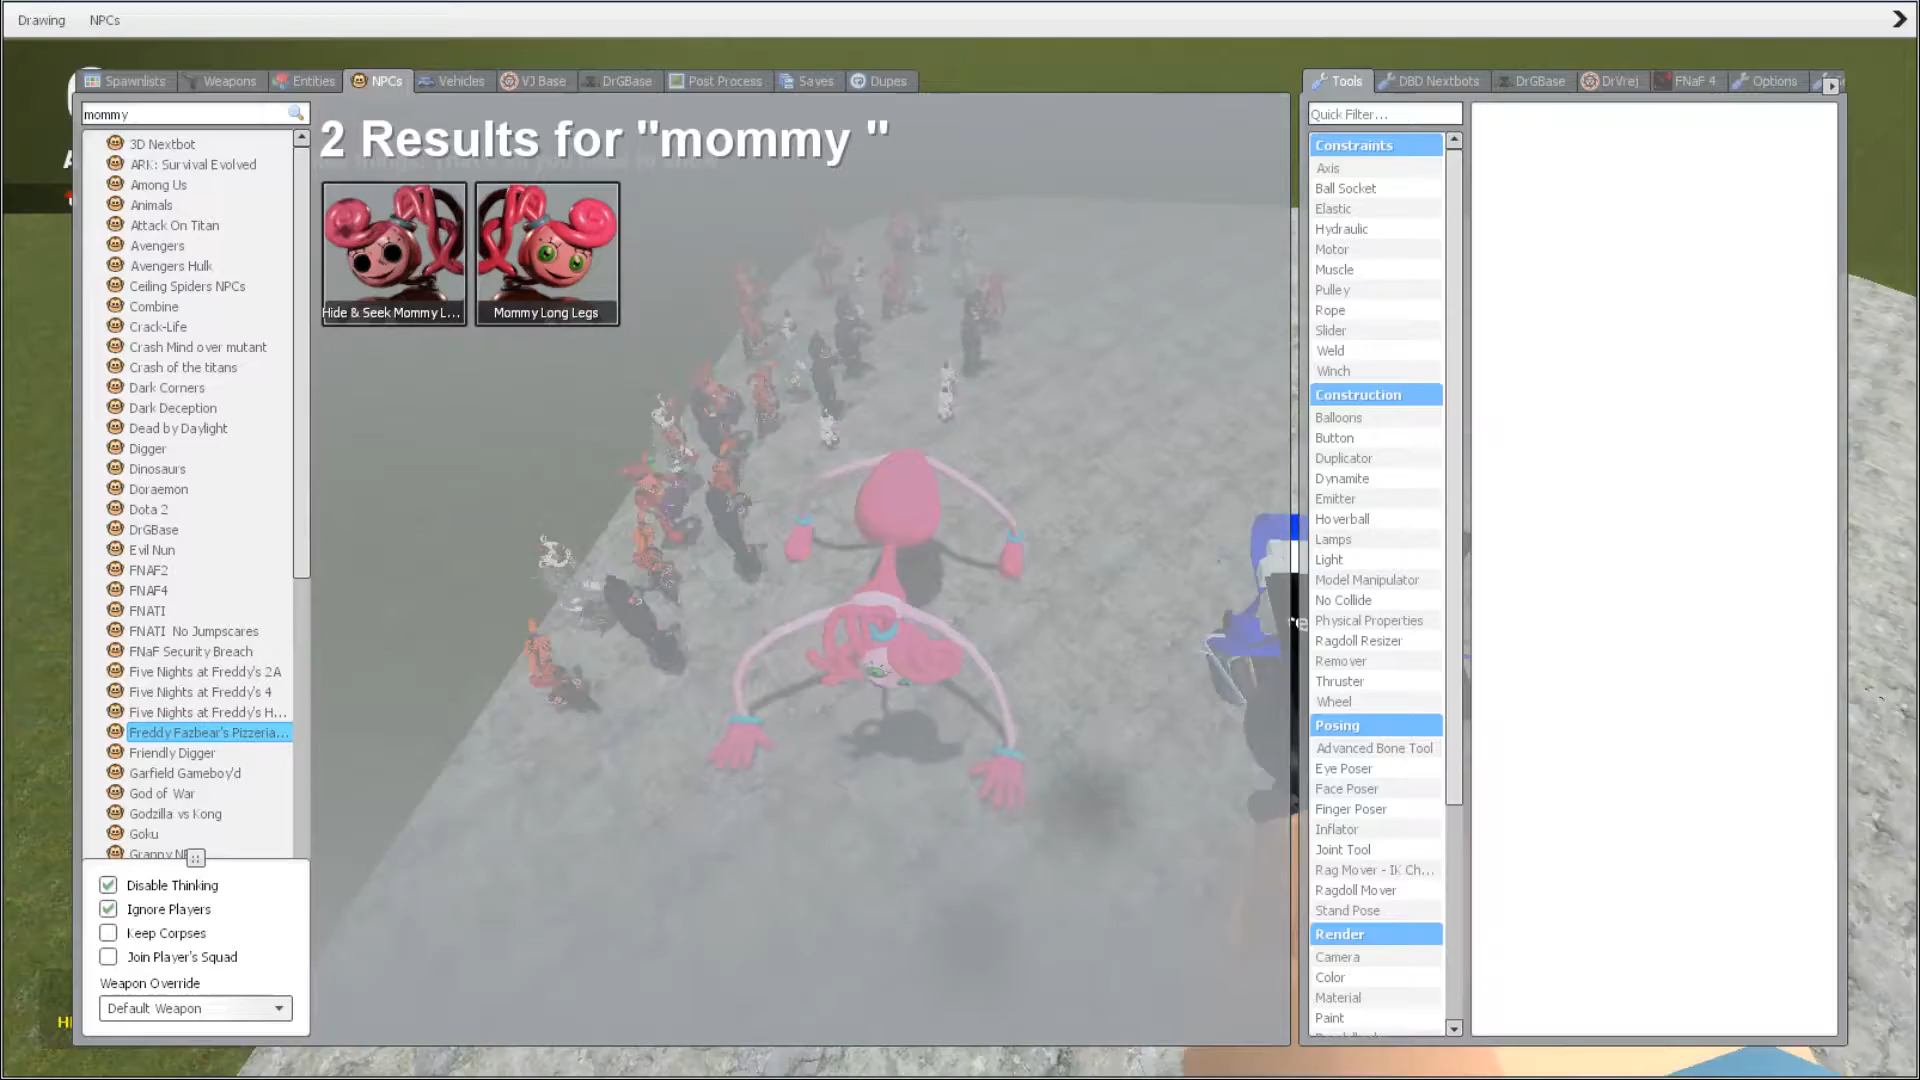 Drawing NPCs
Spawnlists Weapons Entities NPCs Vehicles VJ Base DrGBase Post Process Saves Dupes
mommy
3D Nextbot
ARK: Survival Evolved
Among Us
Animals
Attack On Titan
Avengers
Avengers Hulk
Ceiling Spiders NPCs
Combine
Crack-Life
Crash Mind over mutant
Crash of the titans
Dark Corners
Dark Deception
Dead by Daylight
Digger
Dinosaurs
Doraemon
Dota 2
DrGBase
Evil Nun
FNAF2
FNAF4
FNATI
FNATI No Jumpscares
FNaF Security Breach
Five Nights at Freddy's 2A
Five Nights at Freddy's 4
Five Nights at Freddy's H...
Freddy Fazbear's Pizzeria...
Friendly Digger
Garfield Gameboy'd
God of War
Godzilla vs Kong
Goku
Granny
Disable Thinking
Ignore Players
Keep Corpses
Join Player's Squad
Weapon Override
Default Weapon
2 Results for "mommy "
Hide & Seek Mommy L...
Mommy Long Legs
Tools DBD Nextbots DrGBase DrVrej FNaF 4 Options
Quick Filter...
Constraints
Axis
Ball Socket
Elastic
Hydraulic
Motor
Muscle
Pulley
Rope
Slider
Weld
Winch
Construction
Balloons
Button
Duplicator
Dynamite
Emitter
Hoverball
Lamps
Light
Model Manipulator
No Collide
Physical Properties
Ragdoll Resizer
Remover
Thruster
Wheel
Posing
Advanced Bone Tool
Eye Poser
Face Poser
Finger Poser
Inflator
Joint Tool
Rag Mover - IK Ch...
Ragdoll Mover
Stand Pose
Render
Camera
Color
Material
Paint